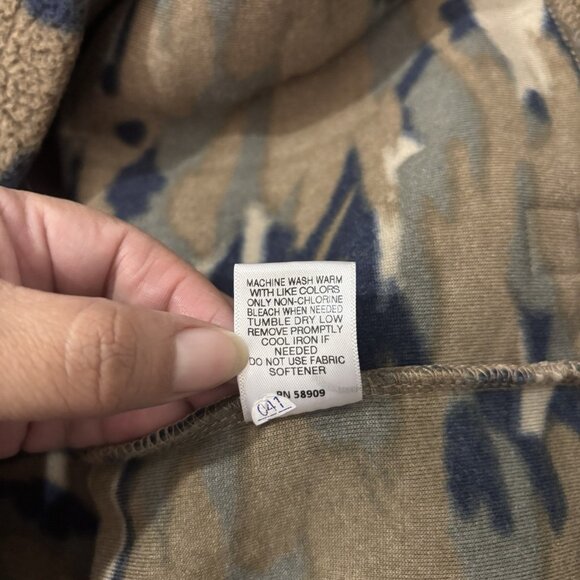 MACHINE WASH WARM
WITH LIKE COLORS
ONLY NON-CHLORINE
BLEACH WHEN NEEDED
TUMBLE DRY LOW
REMOVE PROMPTLY
COOL IRON IF
NEEDED
DO NOT USE FABRIC
SOFTENER
RN 58909
041